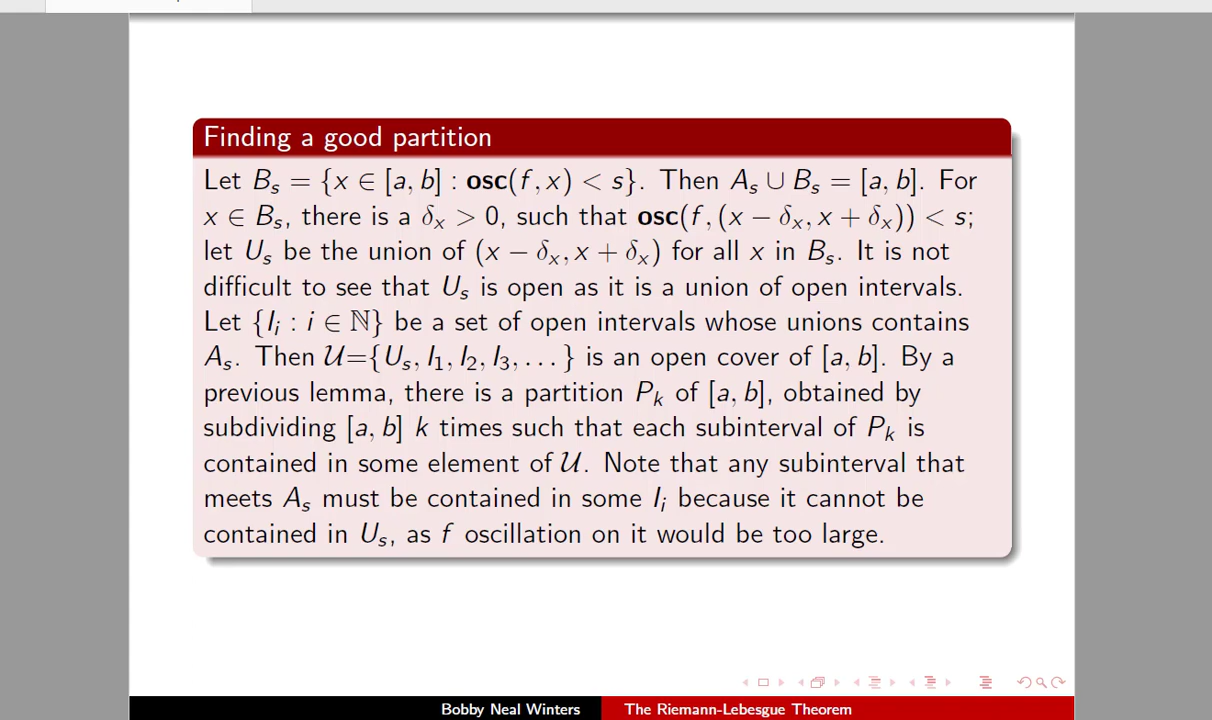 Finding a good partition
Let B_s = {x ∈ [a, b] : osc(f, x) < s}. Then A_s ∪ B_s = [a, b]. For
x ∈ B_s, there is a δ_x > 0, such that osc(f, (x − δ_x, x + δ_x)) < s;
let U_s be the union of (x − δ_x, x + δ_x) for all x in B_s. It is not
difficult to see that U_s is open as it is a union of open intervals.
Let {I_i : i ∈ ℕ} be a set of open intervals whose unions contains
A_s. Then 𝒰={U_s, I_1, I_2, I_3, . . . } is an open cover of [a, b]. By a
previous lemma, there is a partition P_k of [a, b], obtained by
subdividing [a, b] k times such that each subinterval of P_k is
contained in some element of 𝒰. Note that any subinterval that
meets A_s must be contained in some I_i because it cannot be
contained in U_s, as f oscillation on it would be too large.
Bobby Neal Winters The Riemann-Lebesgue Theorem